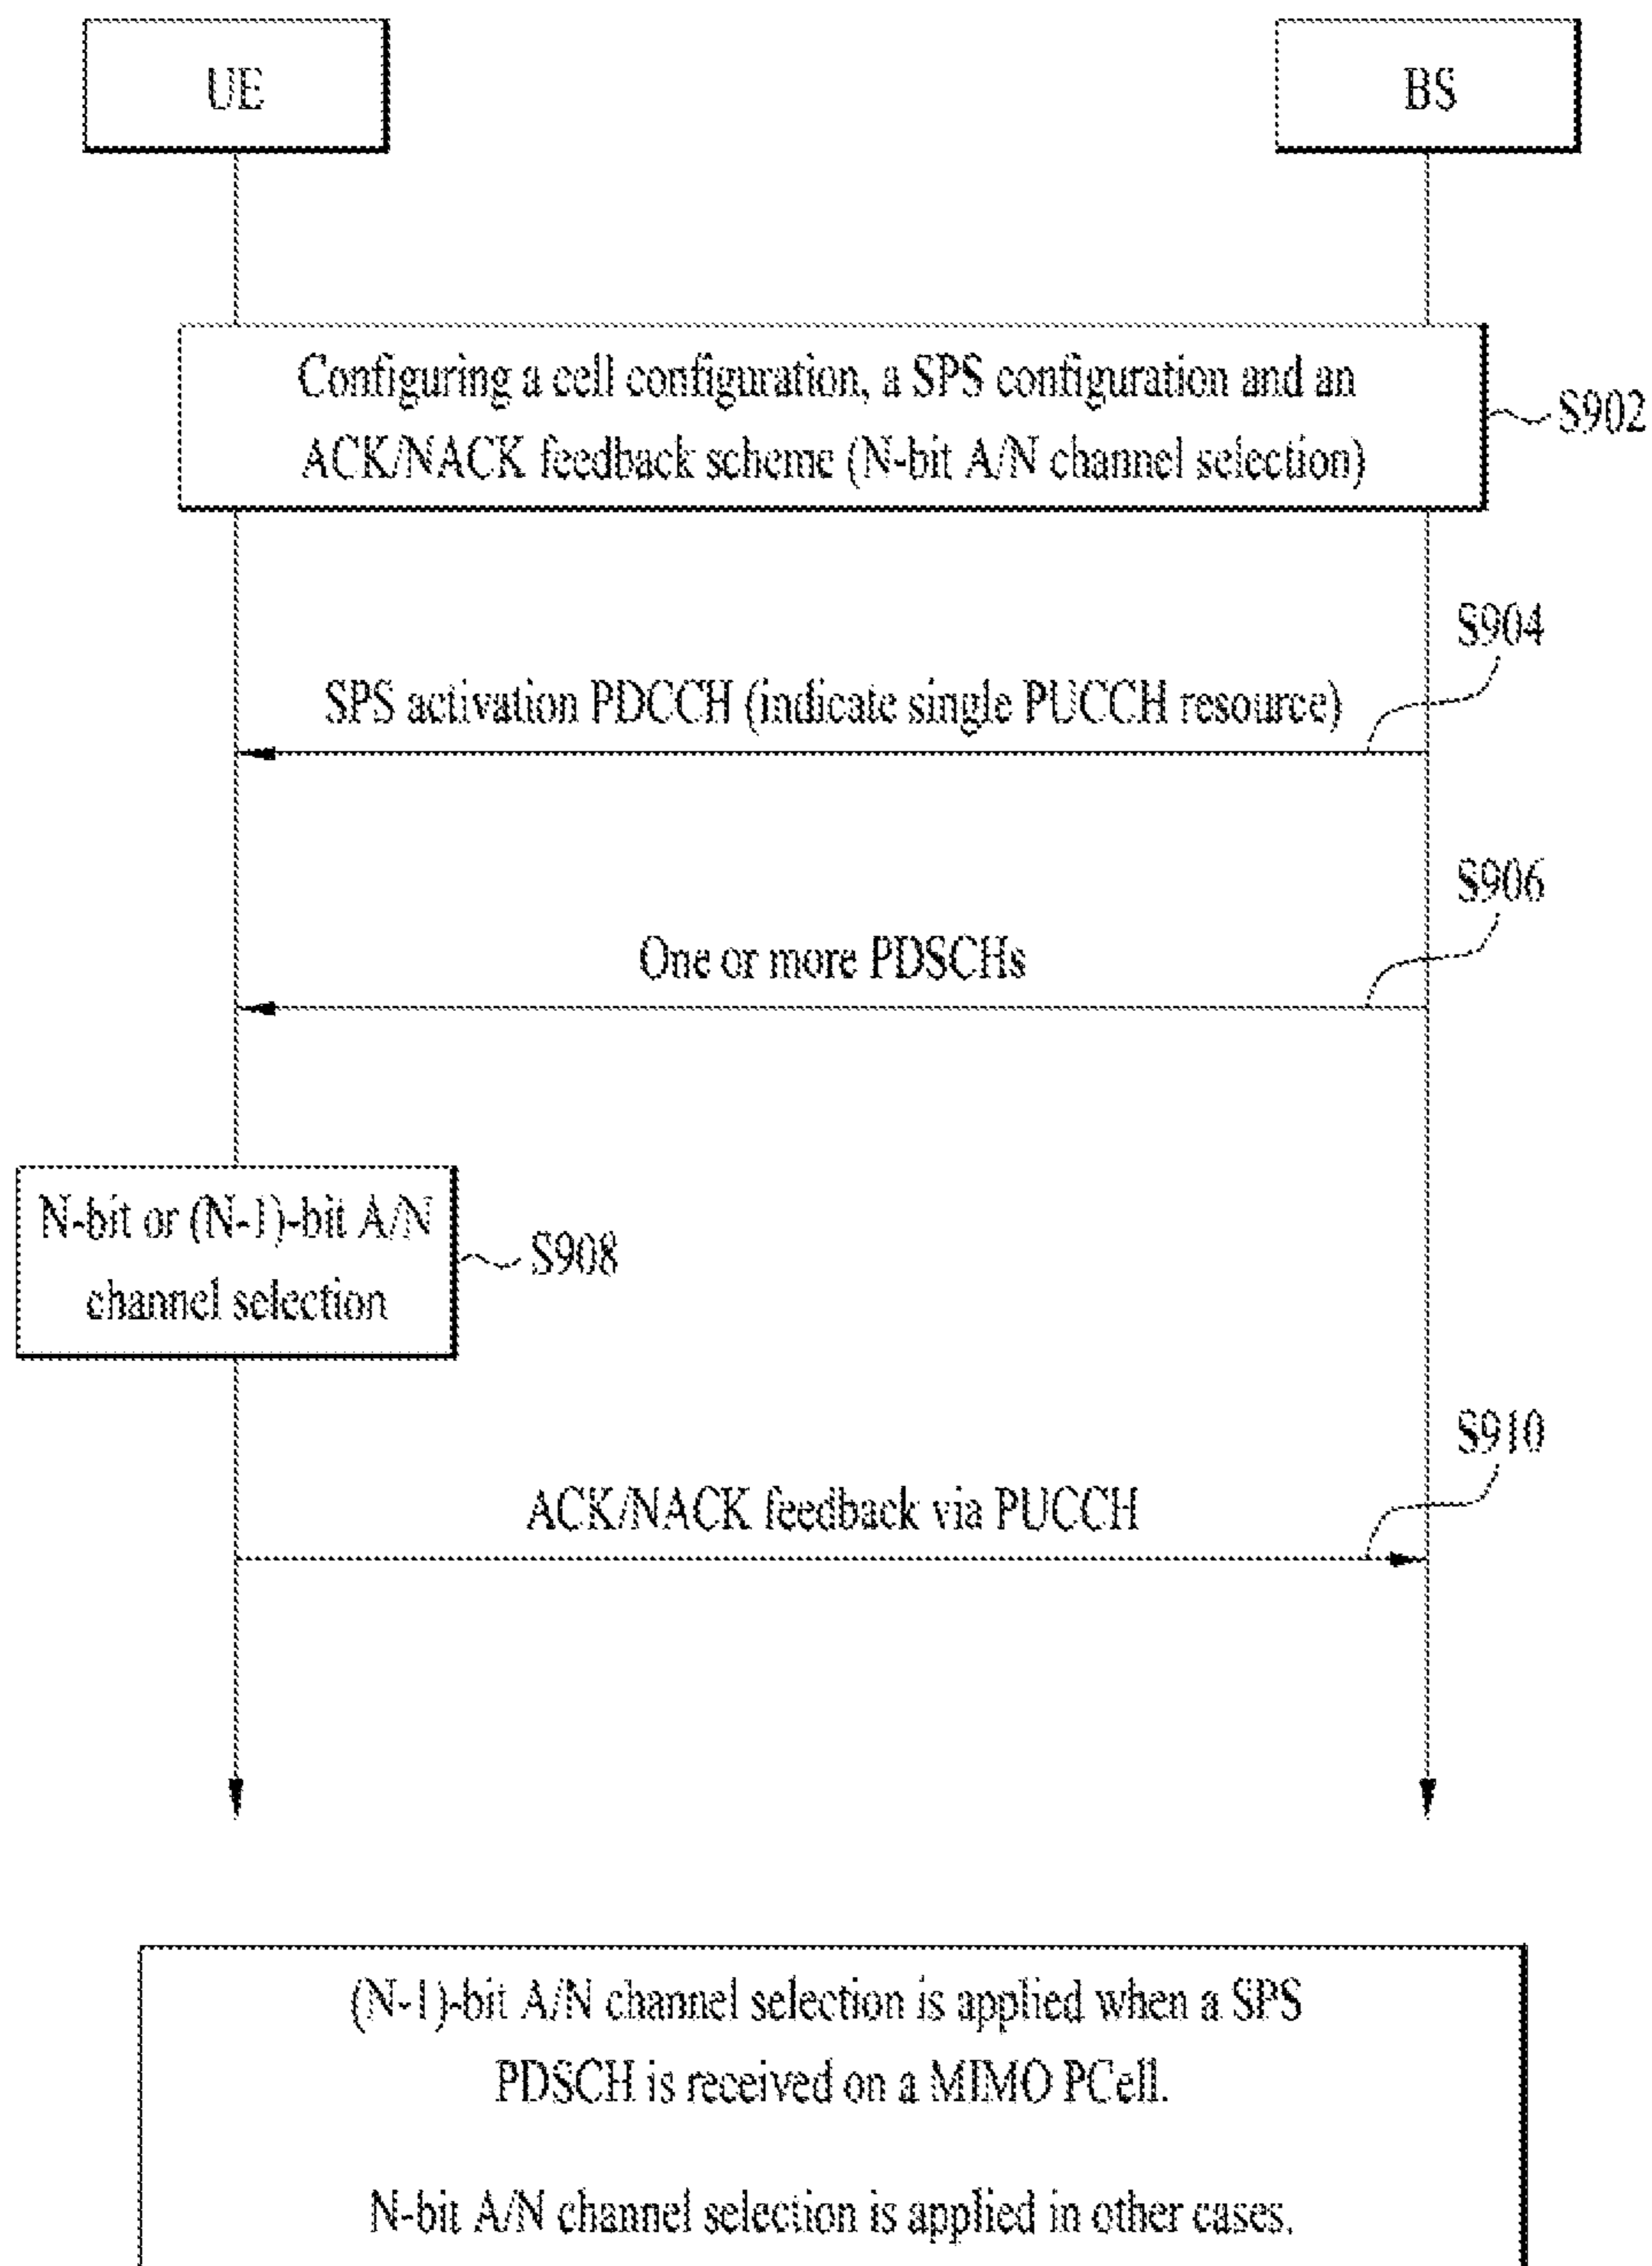 UE
BS
Configuring a cell configuration, a SPS configuration and an
ACK/NACK feedback scheme (N-bit A/N channel selection)
S902
S904
SPS activation PDCCH (indicate single PUCCH resource)
S906
One or more PDSCHs
N-bit or (N-1)-bit A/N
channel selection
S908
S910
ACK/NACK feedback via PUCCH
(N-1)-bit A/N channel selection is applied when a SPS
PDSCH is received on a MIMO PCell.
N-bit A/N channel selection is applied in other cases.